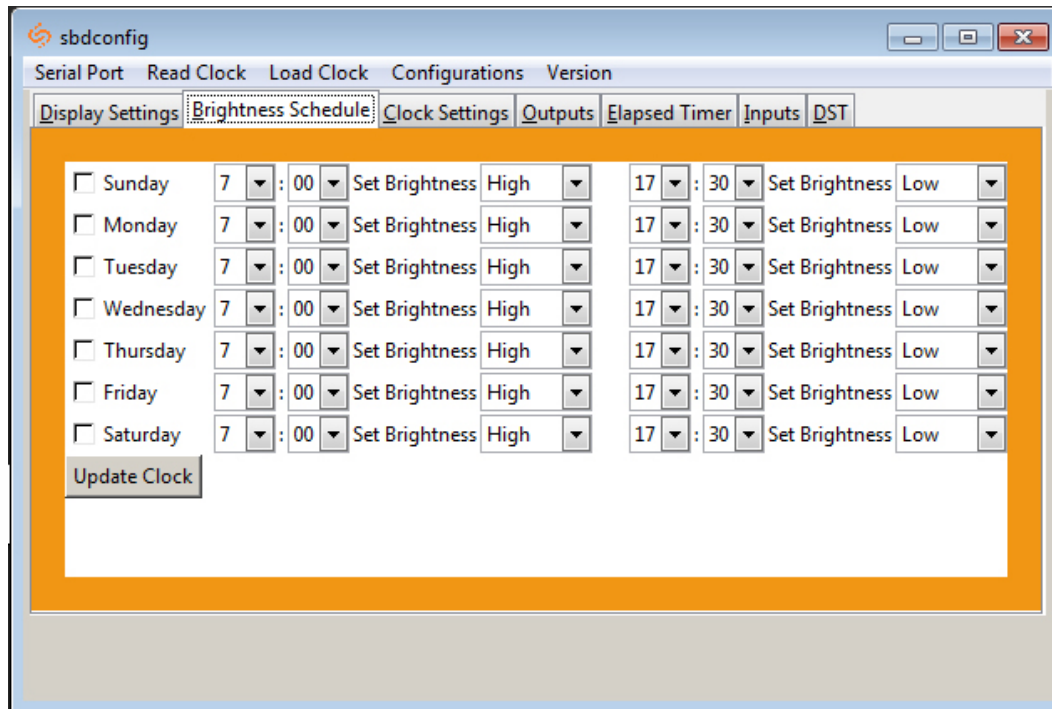 sbdconfig
Serial Port Read Clock Load Clock Configurations Version
Display Settings Brightness Schedule Clock Settings Outputs Elapsed Timer Inputs DST
Sunday 7 : 00 Set Brightness High 17 : 30 Set Brightness Low
Monday 7 : 00 Set Brightness High 17 : 30 Set Brightness Low
Tuesday 7 : 00 Set Brightness High 17 : 30 Set Brightness Low
Wednesday 7 : 00 Set Brightness High 17 : 30 Set Brightness Low
Thursday 7 : 00 Set Brightness High 17 : 30 Set Brightness Low
Friday 7 : 00 Set Brightness High 17 : 30 Set Brightness Low
Saturday 7 : 00 Set Brightness High 17 : 30 Set Brightness Low
Update Clock